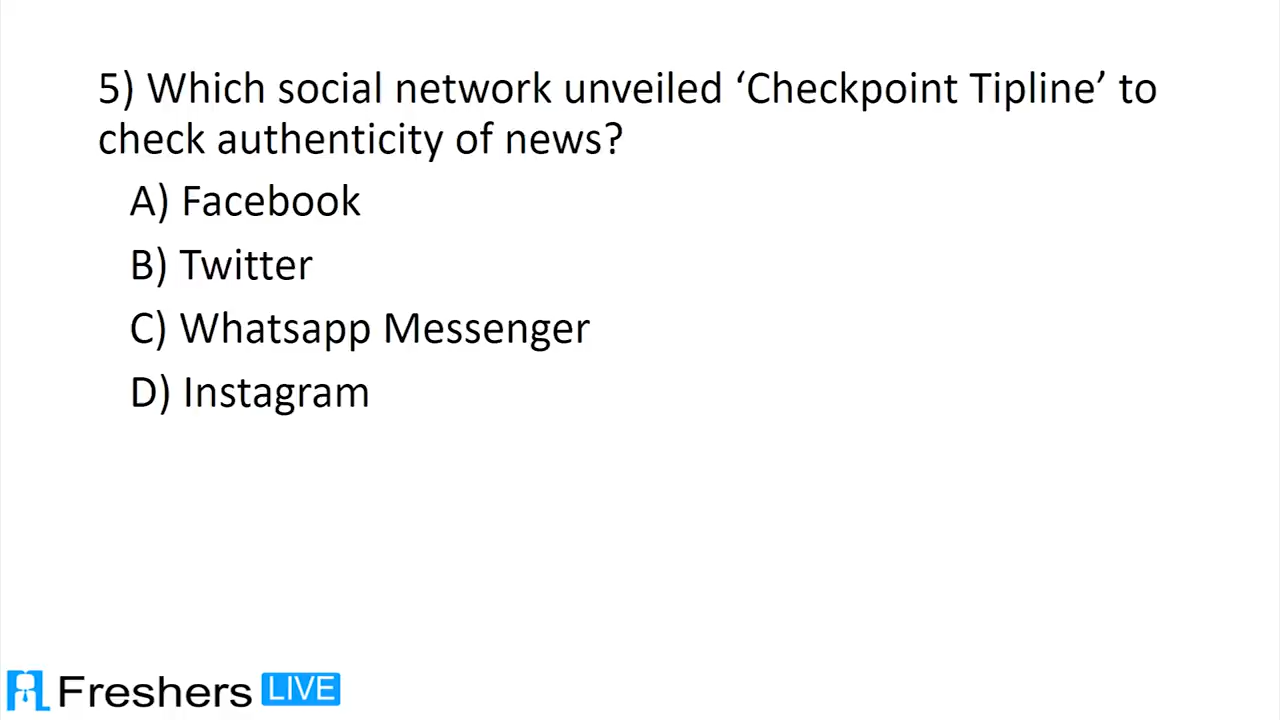 5) Which social network unveiled ‘Checkpoint Tipline’ to
check authenticity of news?
A) Facebook
B) Twitter
C) Whatsapp Messenger
D) Instagram
Freshers LIVE